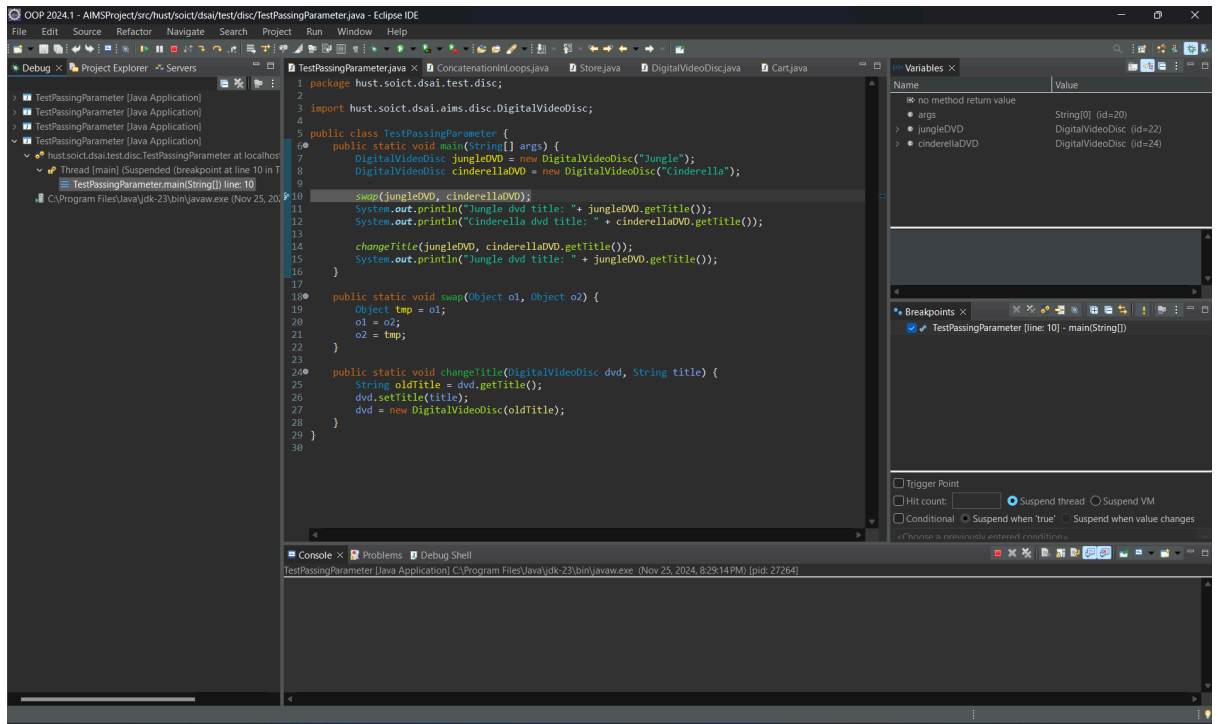 OOP 2024.1 - AIMSProject/src/hust/soict/dsai/test/disc/TestPassingParameter.java - Eclipse IDE
File Edit Source Refactor Navigate Search Project Run Window Help
Debug Project Explorer Servers
TestPassingParameter [Java Application]
TestPassingParameter [Java Application]
TestPassingParameter [Java Application]
TestPassingParameter [Java Application]
hust.soict.dsai.test.disc.TestPassingParameter at localhos
Thread [main] (Suspended (breakpoint at line 10 in T
TestPassingParameter.main(String[]) line: 10
C:\Program Files\Java\jdk-23\bin\javaw.exe (Nov 25, 202
TestPassingParameter.java ConcatenationInLoops.java Store.java DigitalVideoDisc.java Cart.java
1 package hust.soict.dsai.test.disc;
2
3 import hust.soict.dsai.aims.disc.DigitalVideoDisc;
4
5 public class TestPassingParameter {
6 public static void main(String[] args) {
7 DigitalVideoDisc jungleDVD = new DigitalVideoDisc("Jungle");
8 DigitalVideoDisc cinderellaDVD = new DigitalVideoDisc("Cinderella");
9
10 swap(jungleDVD, cinderellaDVD);
11 System.out.println("Jungle dvd title: "+ jungleDVD.getTitle());
12 System.out.println("Cinderella dvd title: " + cinderellaDVD.getTitle());
13
14 changeTitle(jungleDVD, cinderellaDVD.getTitle());
15 System.out.println("Jungle dvd title: " + jungleDVD.getTitle());
16 }
17
18 public static void swap(Object o1, Object o2) {
19 Object tmp = o1;
20 o1 = o2;
21 o2 = tmp;
22 }
23
24 public static void changeTitle(DigitalVideoDisc dvd, String title) {
25 String oldTitle = dvd.getTitle();
26 dvd.setTitle(title);
27 dvd = new DigitalVideoDisc(oldTitle);
28 }
29 }
30
Variables
Name Value
no method return value
args String[0] (id=20)
jungleDVD DigitalVideoDisc (id=22)
cinderellaDVD DigitalVideoDisc (id=24)
Breakpoints
TestPassingParameter [line: 10] - main(String[])
Trigger Point
Hit count: Suspend thread Suspend VM
Conditional Suspend when 'true' Suspend when value changes
<Choose a previously entered condition>
Console Problems Debug Shell
TestPassingParameter [Java Application] C:\Program Files\Java\jdk-23\bin\javaw.exe (Nov 25, 2024, 8:29:14 PM) [pid: 27264]